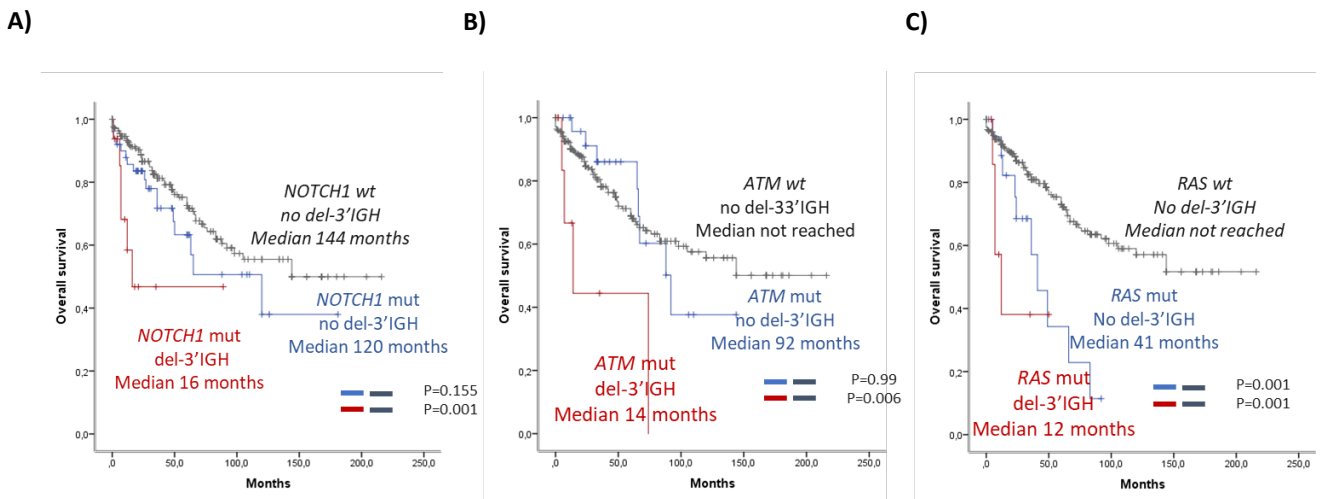 A)
B)
C)
Overall survival
1,0
0,8
0,6
0,4
0,2
0,0
,0
50,0
100,0
150,0
200,0
250,0
Months
NOTCH1 wt
no del-3'IGH
Median 144 months
NOTCH1 mut
no del-3'IGH
Median 120 months
NOTCH1 mut
del-3'IGH
Median 16 months
P=0.155
P=0.001
Overall survival
1,0
0,8
0,6
0,4
0,2
0,0
,0
50,0
100,0
150,0
200,0
250,0
Months
ATM wt
no del-33'IGH
Median not reached
ATM mut
no del-3'IGH
Median 92 months
ATM mut
del-3'IGH
Median 14 months
P=0.99
P=0.006
Overall survival
1,0
0,8
0,6
0,4
0,2
0,0
,0
50,0
100,0
150,0
200,0
250,0
Months
RAS wt
No del-3'IGH
Median not reached
RAS mut
No del-3'IGH
Median 41 months
RAS mut
del-3'IGH
Median 12 months
P=0.001
P=0.001